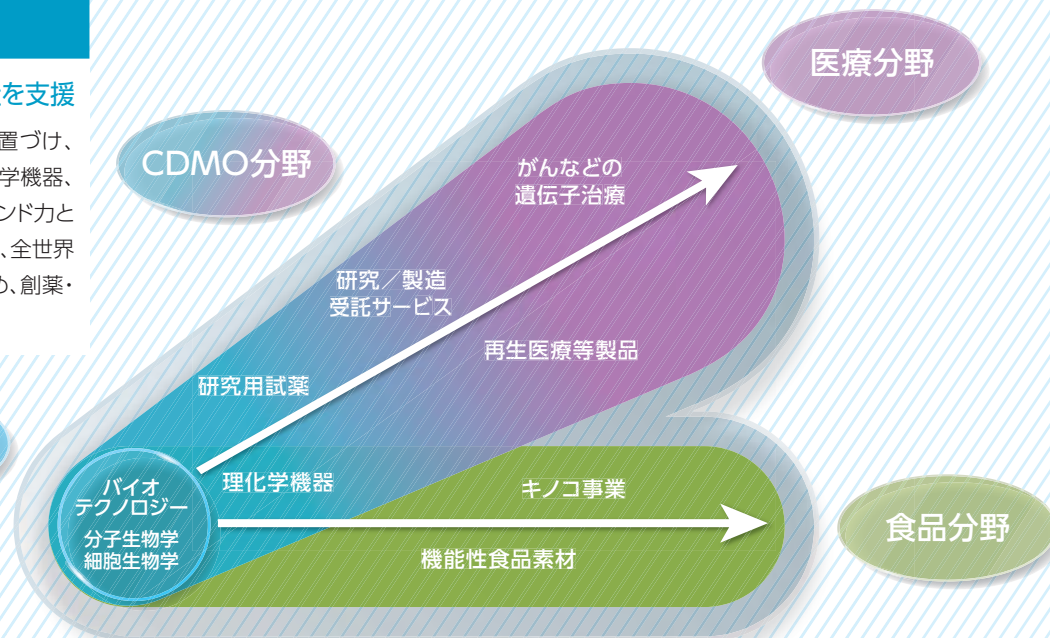 を支援
置づけ、
学機器、
ンド力と
、全世界
め、創薬・
医療分野
CDMO分野
がんなどの
遺伝子治療
研究／製造
受託サービス
再生医療等製品
研究用試薬
理化学機器
バイオ
テクノロジー
分子生物学
細胞生物学
キノコ事業
機能性食品素材
食品分野